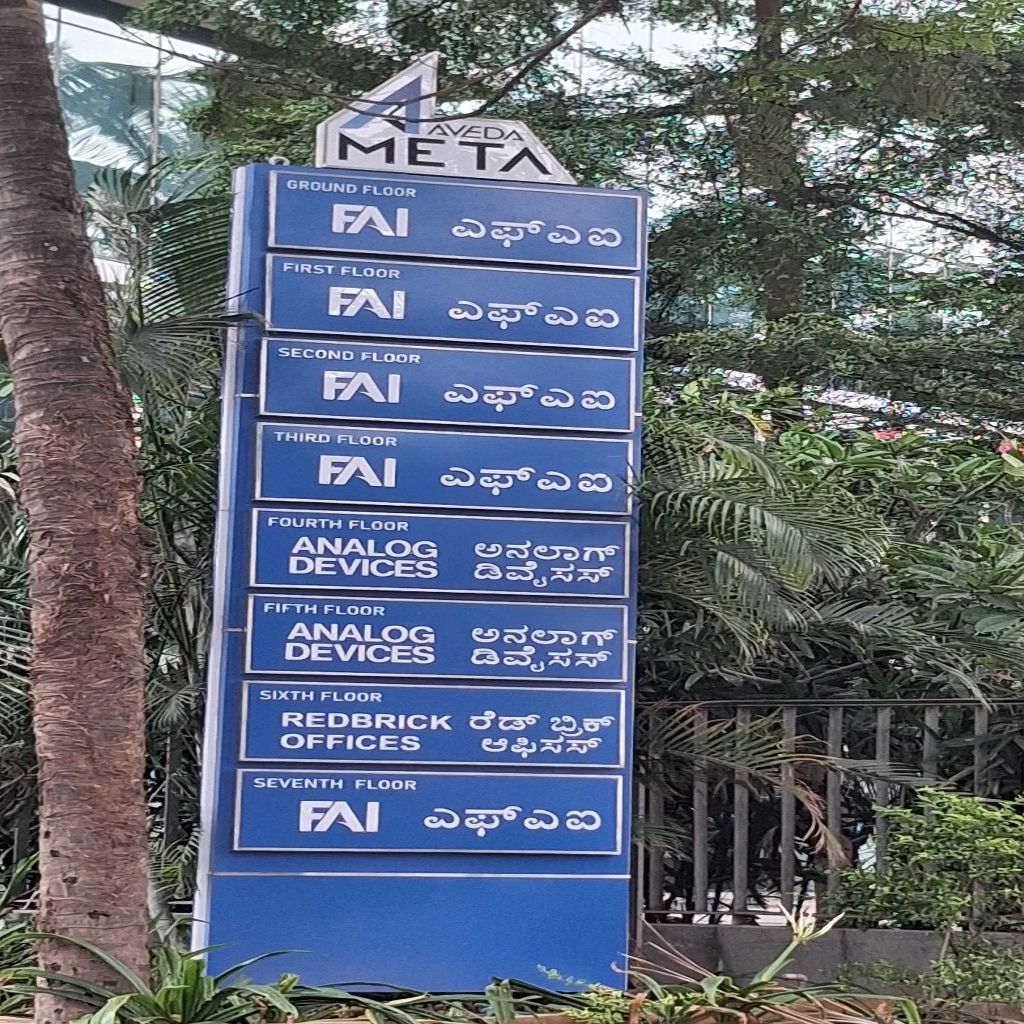 AVEDA
META
GROUND FLOOR
FAI ಎಫ್ಎಐ
FIRST FLOOR
FAI ಎಫ್ಎಐ
SECOND FLOOR
FAI ಎಫ್ಎಐ
THIRD FLOOR
FAI ಎಫ್ಎಐ
FOURTH FLOOR
ANALOG ಅನಲಾಗ್
DEVICES ಡಿವೈಸಸ್
FIFTH FLOOR
ANALOG ಅನಲಾಗ್
DEVICES ಡಿವೈಸಸ್
SIXTH FLOOR
REDBRICK ರೆಡ್ ಬ್ರಿಕ್
OFFICES ಆಫಿಸಸ್
SEVENTH FLOOR
FAI ಎಫ್ಎಐ